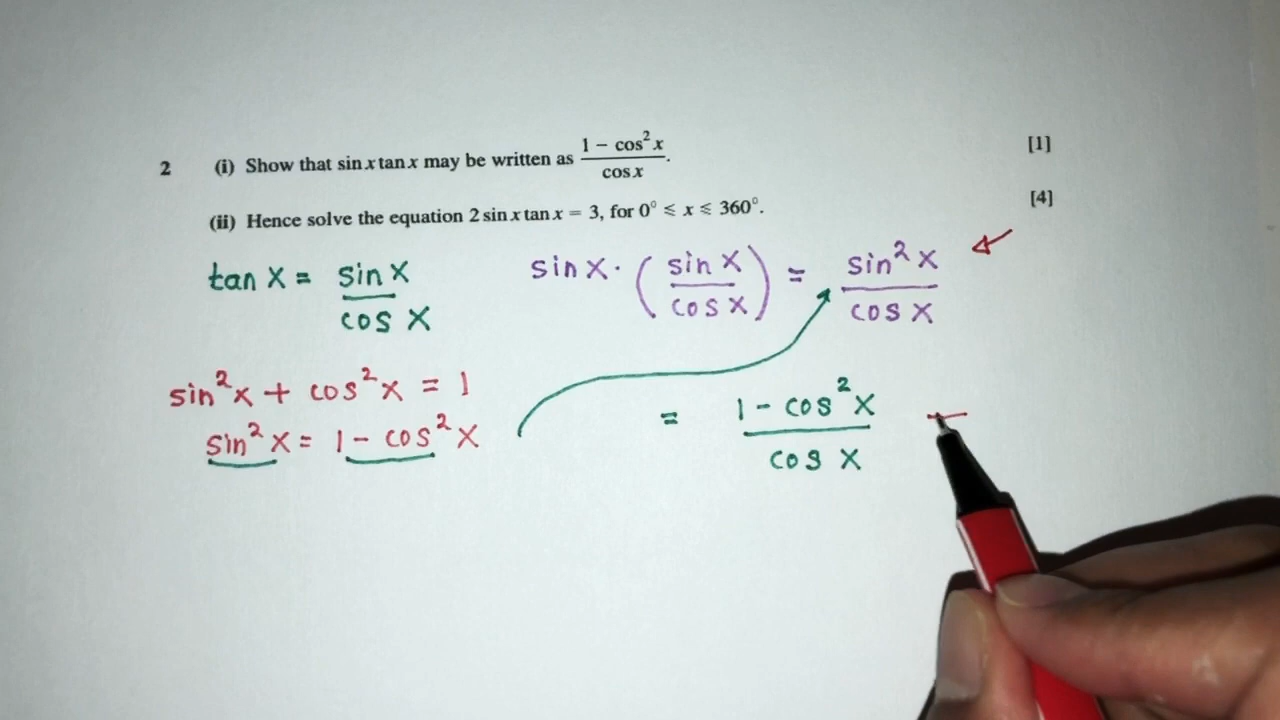 2 (i) Show that sin x tan x may be written as (1 − cos² x)/(cos x). [1]
(ii) Hence solve the equation 2 sin x tan x = 3, for 0° ⩽ x ⩽ 360°. [4]
tan X = sin X / cos X
sin X · (sin X / cos X) = sin² X / cos X
sin² x + cos² x = 1
sin² X = 1 − cos² X
= (1 − cos² X) / cos X